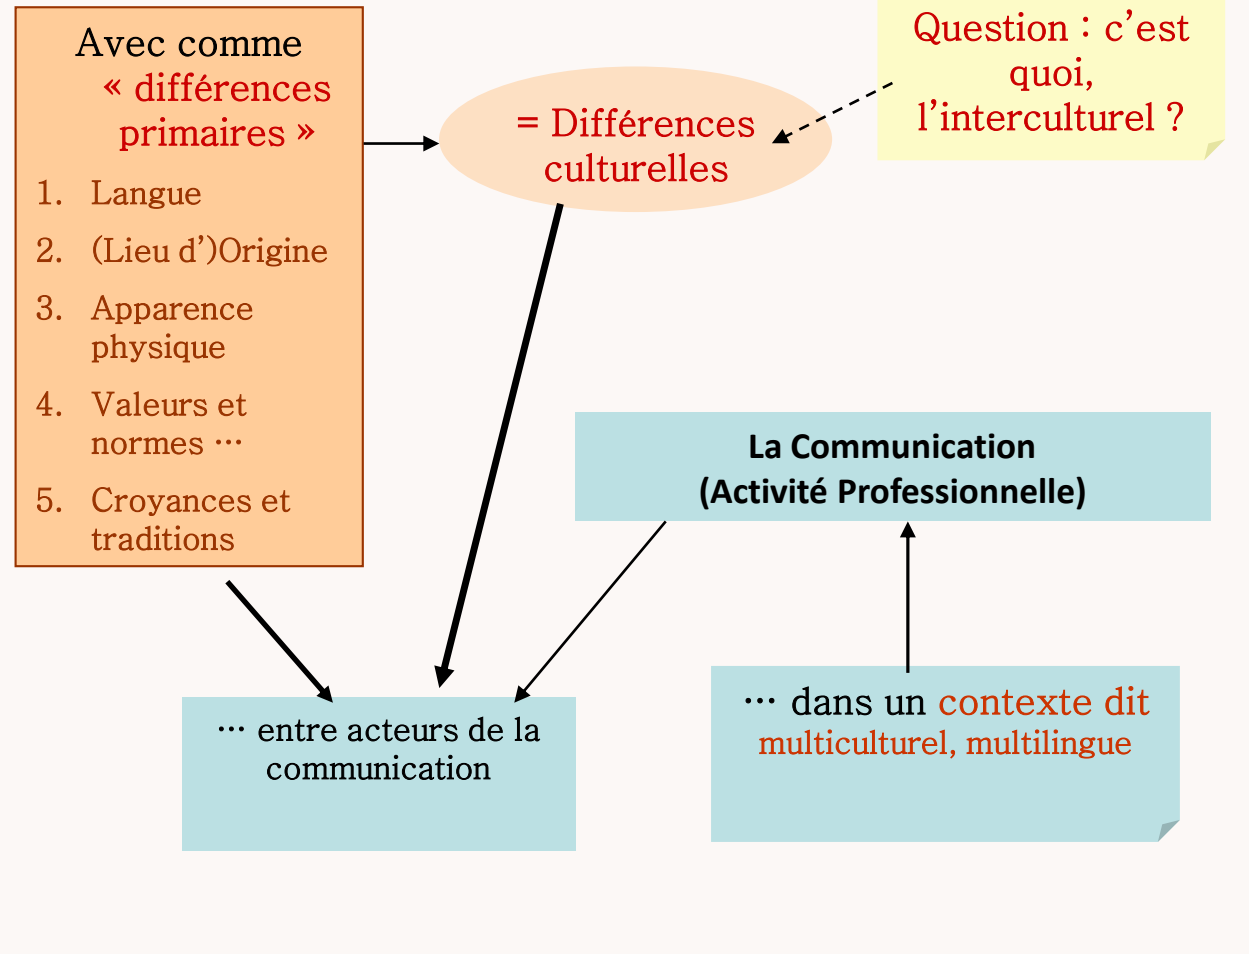 Avec comme
« différences
primaires »
1. Langue
2. (Lieu d’)Origine
3. Apparence
physique
4. Valeurs et
normes …
5. Croyances et
traditions
= Différences
culturelles
Question : c’est
quoi,
l’interculturel ?
La Communication
(Activité Professionnelle)
… entre acteurs de la
communication
… dans un contexte dit
multiculturel, multilingue